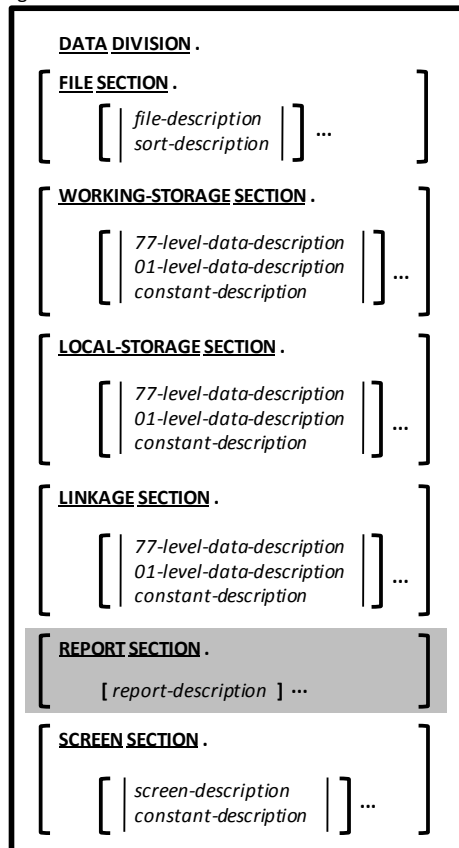 DATA DIVISION .
FILE SECTION .
file-description
sort-description
...
WORKING-STORAGE SECTION .
77-level-data-description
01-level-data-description
constant-description
...
LOCAL-STORAGE SECTION .
77-level-data-description
01-level-data-description
constant-description
...
LINKAGE SECTION .
77-level-data-description
01-level-data-description
constant-description
...
REPORT SECTION .
[ report-description ] ...
SCREEN SECTION .
screen-description
constant-description
...